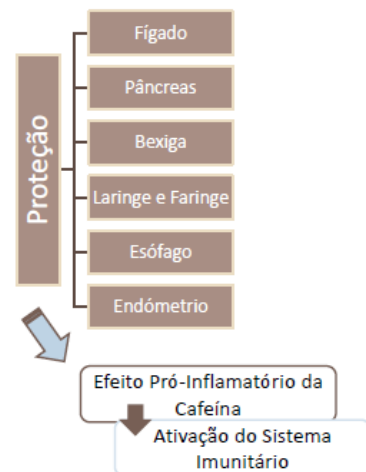 Proteção
Fígado
Pâncreas
Bexiga
Laringe e Faringe
Esófago
Endómetrio
Efeito Pró-Inflamatório da
Cafeína
Ativação do Sistema
Imunitário